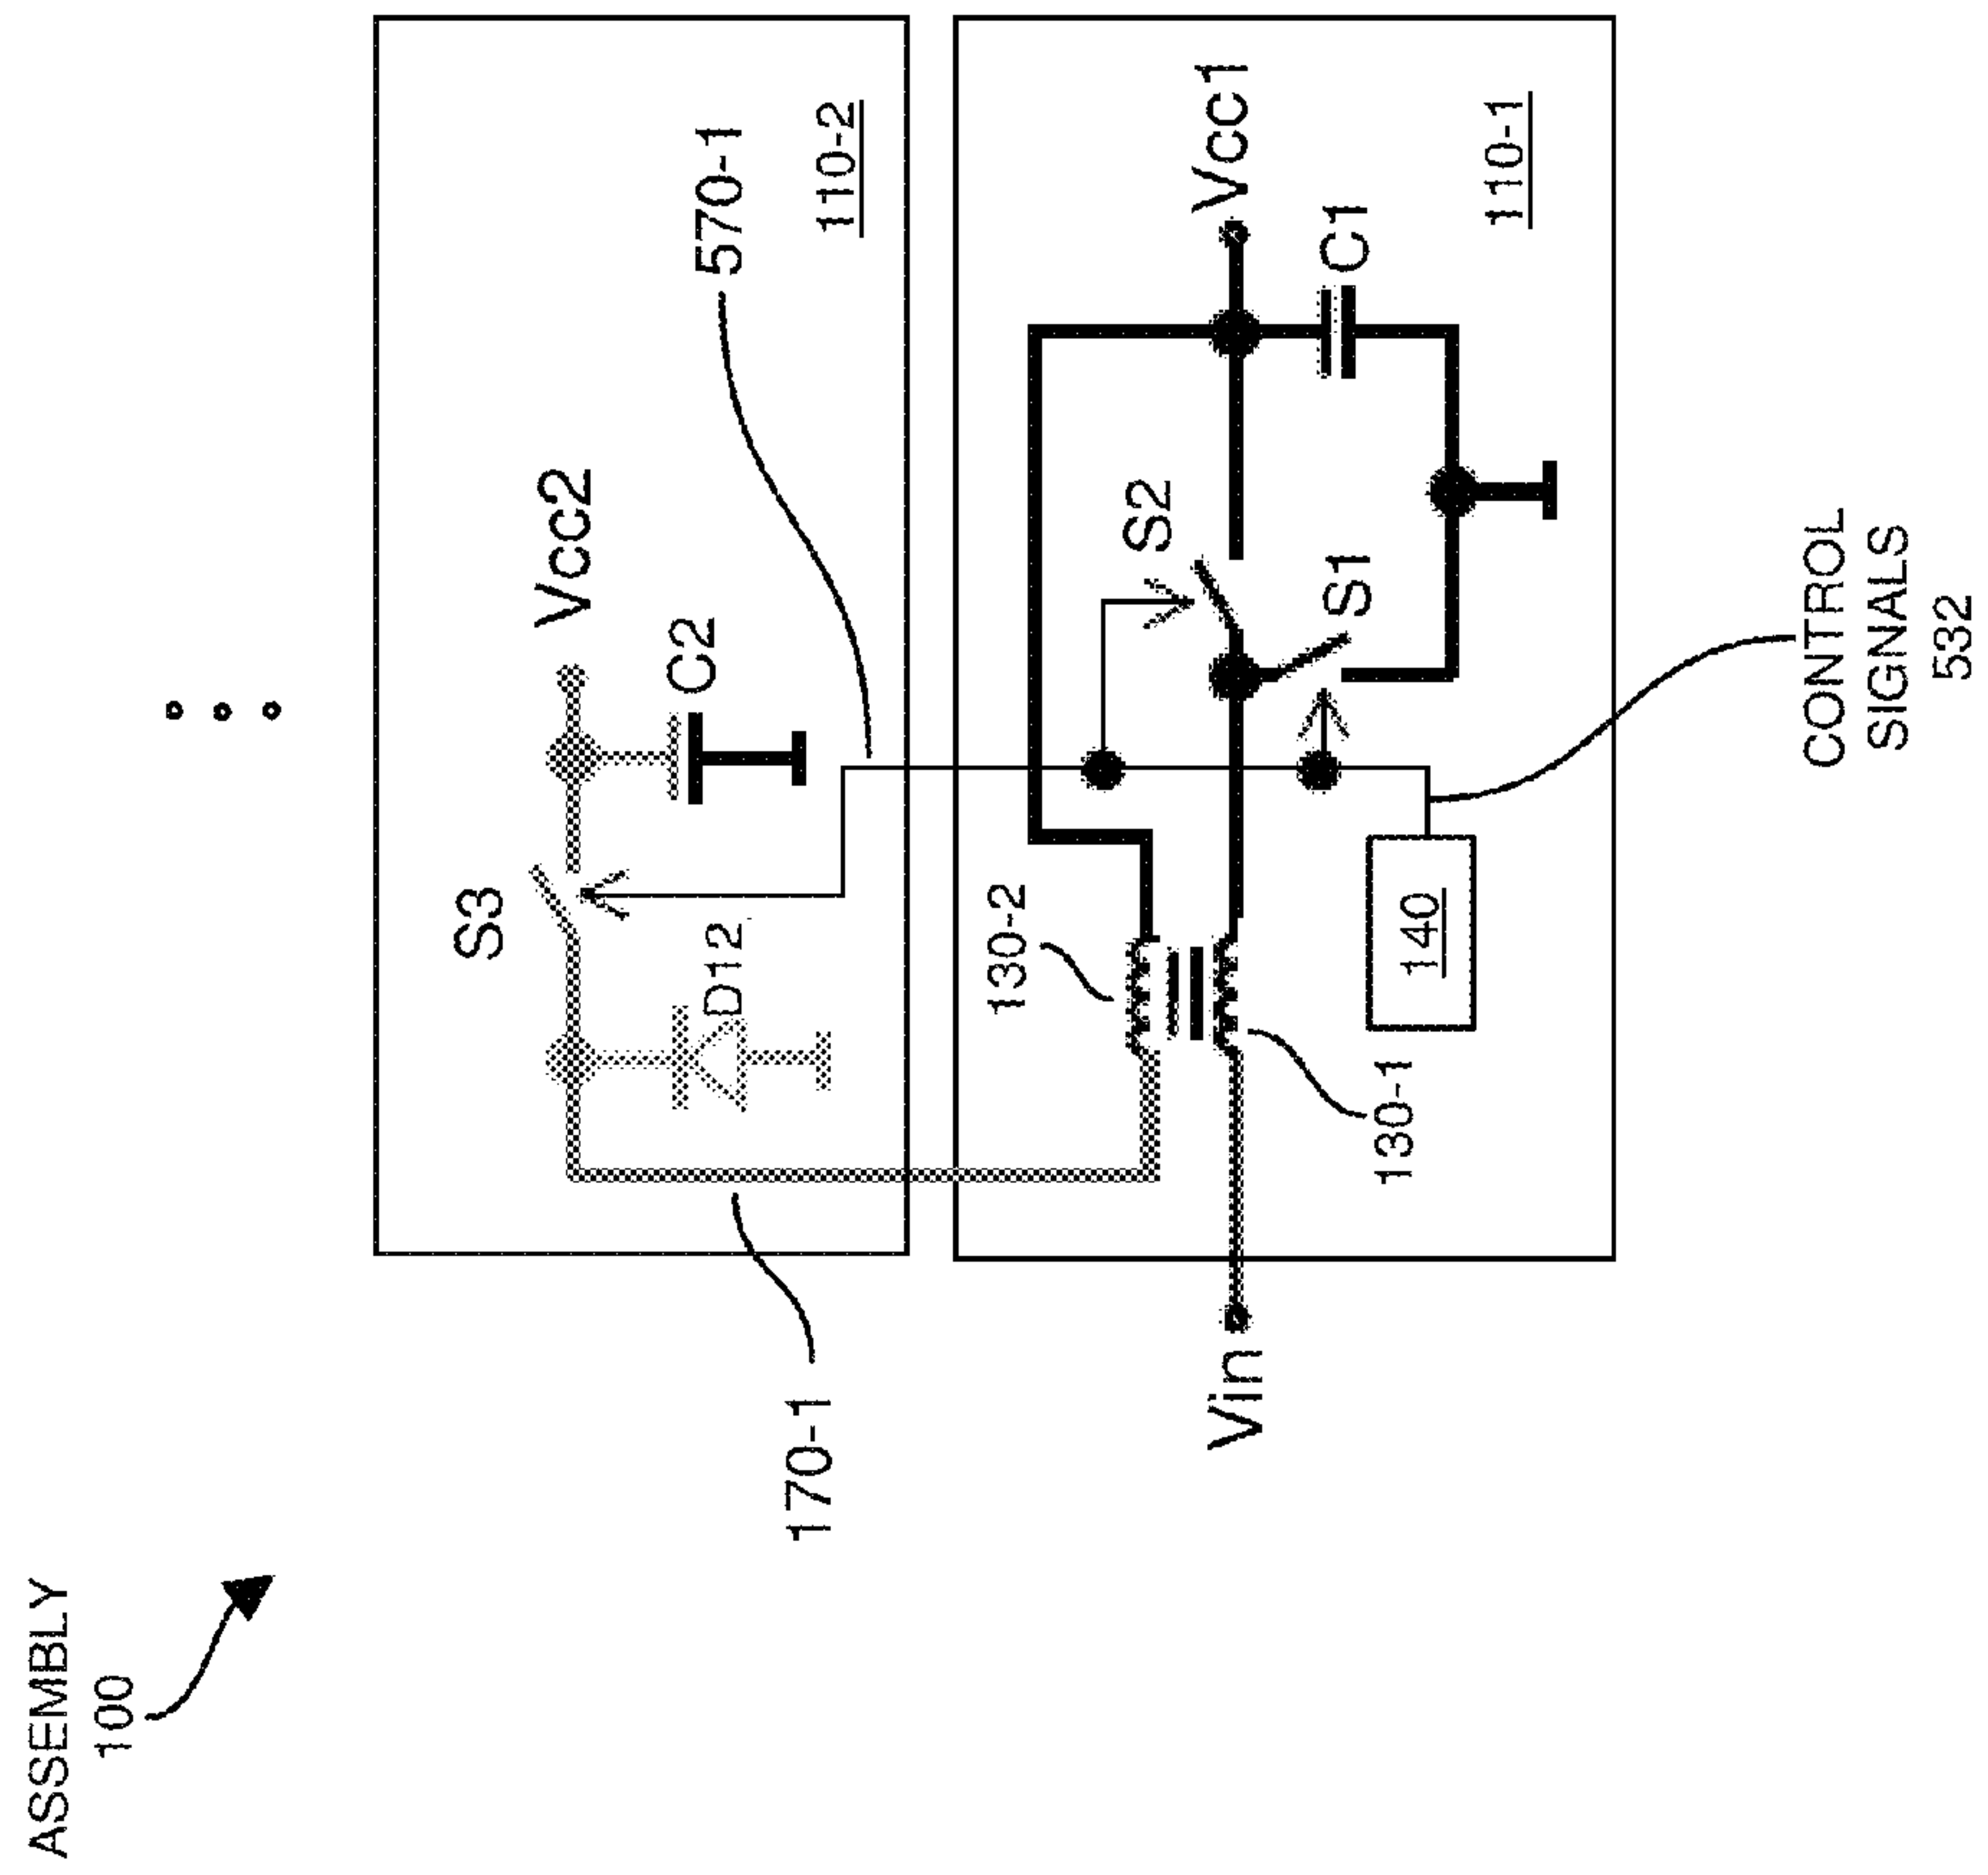 ASSEMBLY
100
170-1
S3
Vcc2
D12
C2
570-1
110-2
Vin
130-2
130-1
S2
S1
Vcc1
C1
140
110-1
CONTROL
SIGNALS
532